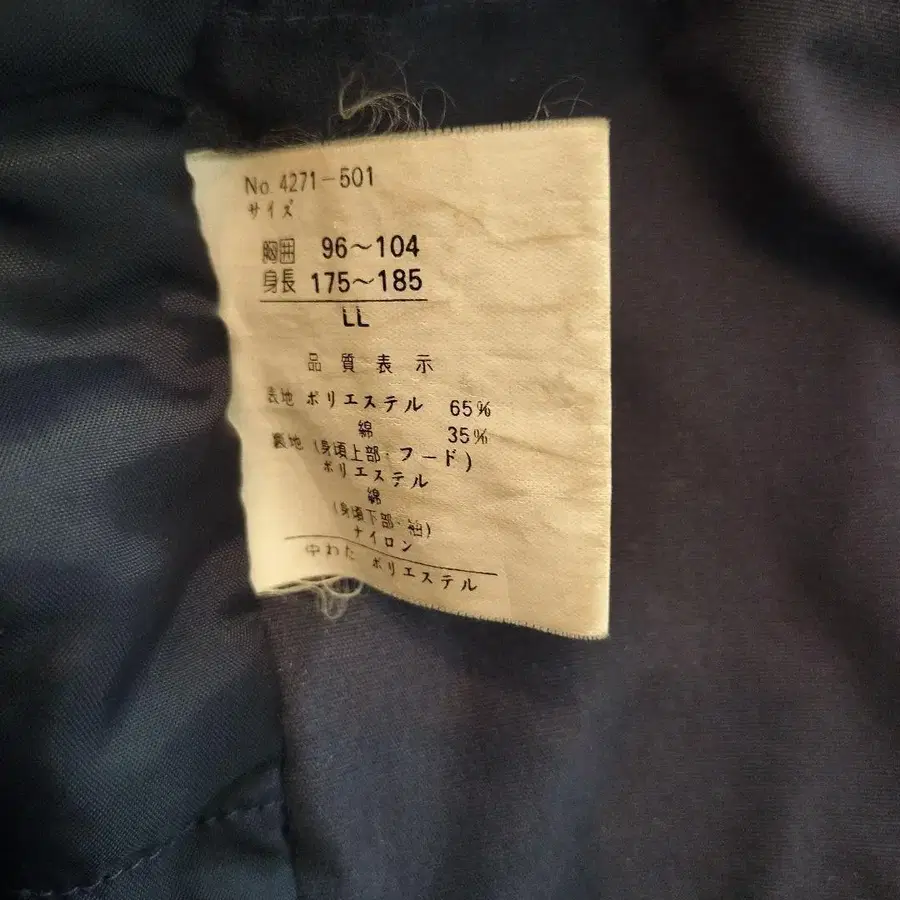 No. 4271-501
サイズ
胸囲 96～104
身長 175～185
LL
品質表示
表地 ポリエステル 65%
綿 35%
裏地 (身頃上部・フード)
ポリエステル
綿
(身頃下部・袖)
ナイロン
中わた ポリエステル